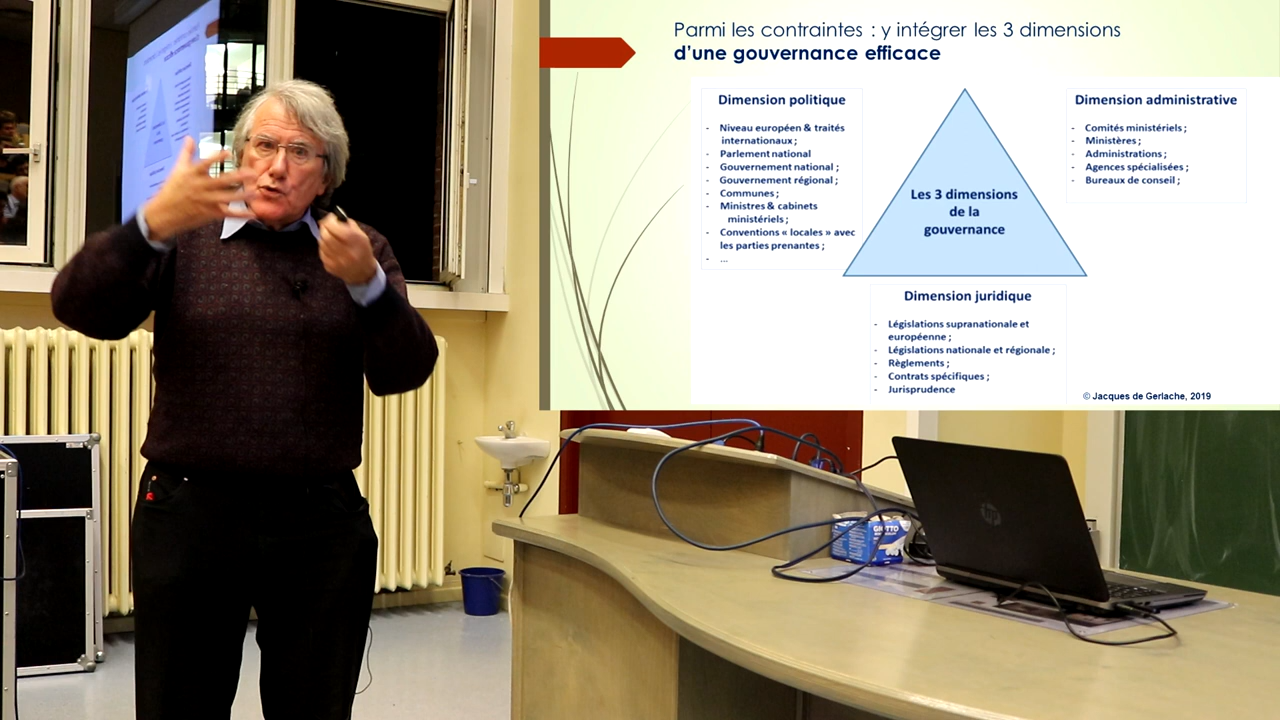 Parmi les contraintes : y intégrer les 3 dimensions
d'une gouvernance efficace
Dimension politique
- Niveau européen & traités
internationaux ;
- Parlement national
- Gouvernement national ;
- Gouvernement régional ;
- Communes ;
- Ministres & cabinets
ministériels ;
- Conventions « locales » avec
les parties prenantes ;
- ...
Les 3 dimensions
de la
gouvernance
Dimension administrative
- Comités ministériels ;
- Ministères ;
- Administrations ;
- Agences spécialisées ;
- Bureaux de conseil ;
Dimension juridique
- Législations supranationale et
européenne ;
- Législations nationale et régionale ;
- Règlements ;
- Contrats spécifiques ;
- Jurisprudence
© Jacques de Gerlache, 2019
GIOTTO
hp